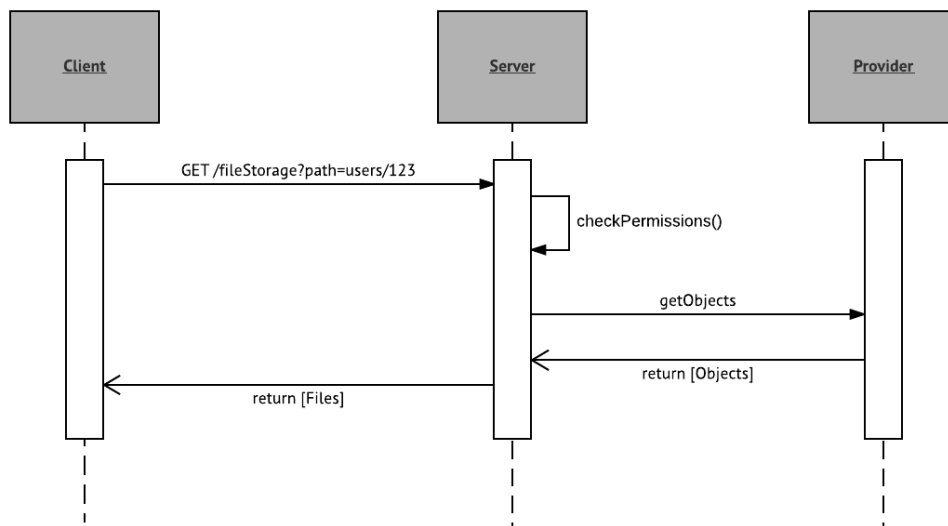 Client
Server
Provider
GET /fileStorage?path=users/123
checkPermissions()
getObjects
return [Objects]
return [Files]